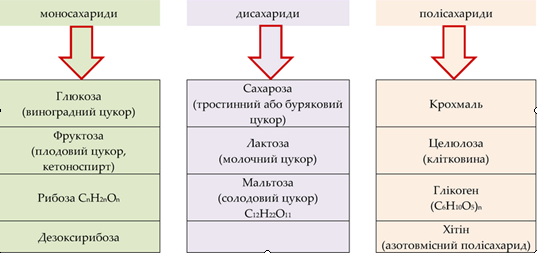 моносахариди
Глюкоза
(виноградний цукор)
Фруктоза
(плодовий цукор,
кетоноспирт)
Рибоза CₙH₂ₙOₙ
Дезоксирибоза
дисахариди
Сахароза
(тростинний або буряковий
цукор)
Лактоза
(молочний цукор)
Мальтоза
(солодовий цукор)
C₁₂H₂₂O₁₁
полісахариди
Крохмаль
Целюлоза
(клітковина)
Глікоген
(C₆H₁₀O₅)ₙ
Хітін
(азотовмісний полісахарид)